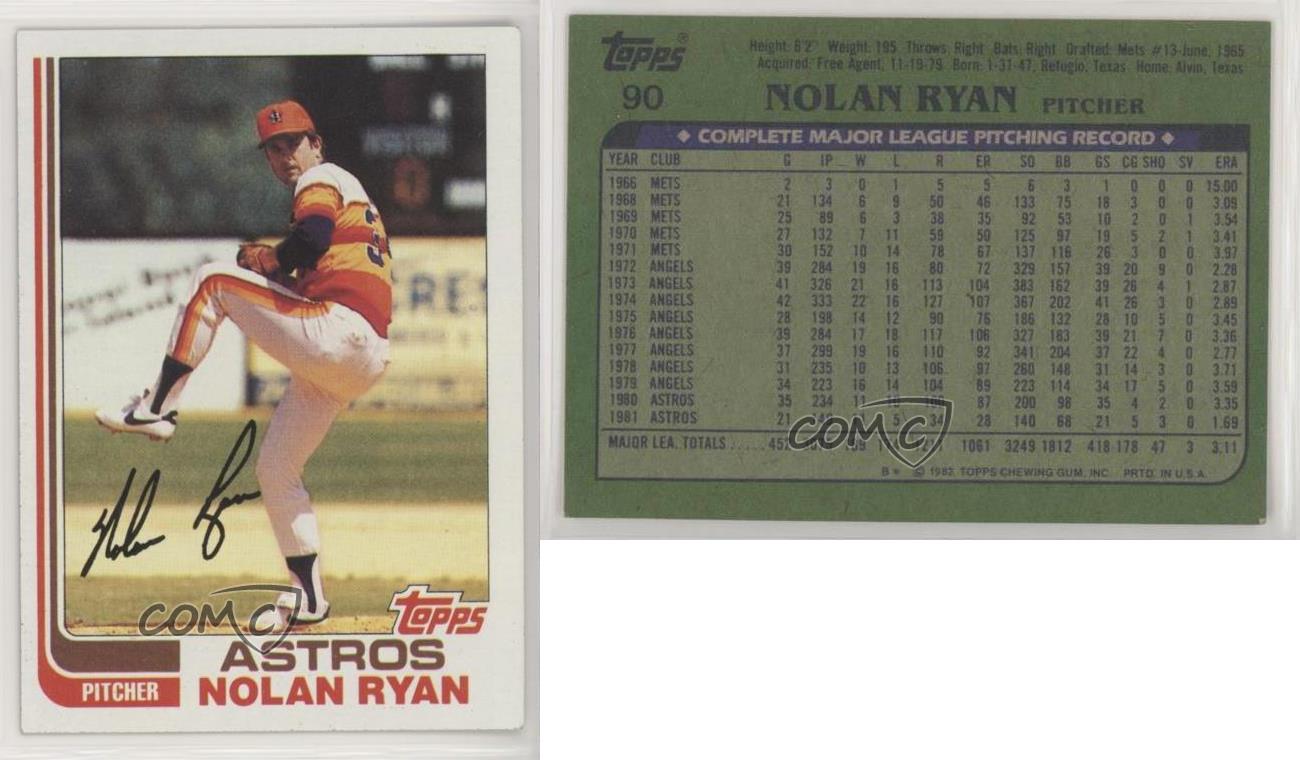 Nolan Ryan
COMC
Topps
ASTROS
PITCHER
NOLAN RYAN
Topps®
Height: 6'2" Weight: 195 Throws: Right Bats: Right Drafted: Mets #13-June, 1965
Acquired: Free Agent, 11-19-79 Born: 1-31-47, Refugio, Texas Home: Alvin, Texas
90 NOLAN RYAN PITCHER
◆ COMPLETE MAJOR LEAGUE PITCHING RECORD ◆
YEAR CLUB G IP W L R ER SO BB GS CG SHO SV ERA
1966 METS 2 3 0 1 5 5 6 3 1 0 0 0 15.00
1968 METS 21 134 6 9 50 46 133 75 18 3 0 0 3.09
1969 METS 25 89 6 3 38 35 92 53 10 2 0 1 3.54
1970 METS 27 132 7 11 59 50 125 97 19 5 2 1 3.41
1971 METS 30 152 10 14 78 67 137 116 26 3 0 0 3.97
1972 ANGELS 39 284 19 16 80 72 329 157 39 20 9 0 2.28
1973 ANGELS 41 326 21 16 113 104 383 162 39 26 4 1 2.87
1974 ANGELS 42 333 22 16 127 107 367 202 41 26 3 0 2.89
1975 ANGELS 28 198 14 12 90 76 186 132 28 10 5 0 3.45
1976 ANGELS 39 284 17 18 117 106 327 183 39 21 7 0 3.36
1977 ANGELS 37 299 19 16 110 92 341 204 37 22 4 0 2.77
1978 ANGELS 31 235 10 13 106 97 260 148 31 14 3 0 3.71
1979 ANGELS 34 223 16 14 104 89 223 114 34 17 5 0 3.59
1980 ASTROS 35 234 11 10 100 87 200 98 35 4 2 0 3.35
1981 ASTROS 21 5 34 28 140 68 21 5 3 0 1.69
COMC
MAJOR LEA. TOTALS ..... 452 1061 3249 1812 418 178 47 3 3.11
B* © 1982 TOPPS CHEWING GUM, INC. PRTD. IN U.S.A.